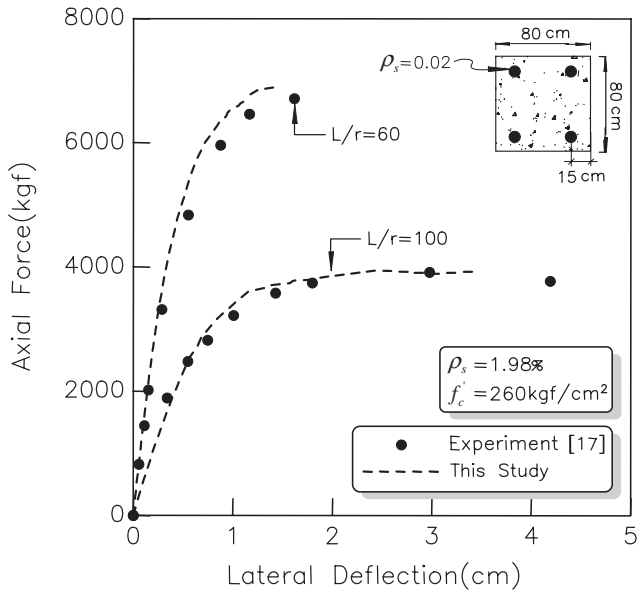 80 cm
ρs=0.02
80 cm
15 cm
L/r=60
L/r=100
ρs =1.98%
f'c =260kgf/cm²
Experiment [17]
This Study
8000
6000
4000
2000
0
Axial Force(kgf)
0 1 2 3 4 5
Lateral Deflection(cm)